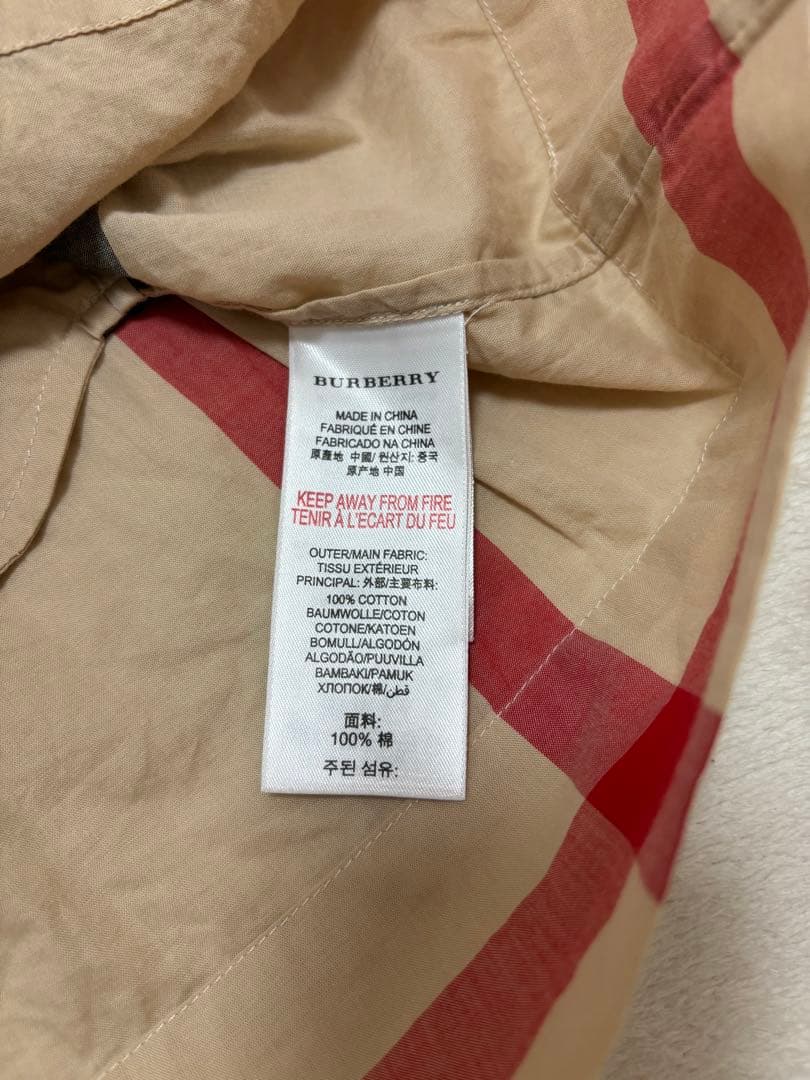 BURBERRY
MADE IN CHINA
FABRIQUÉ EN CHINE
FABRICADO NA CHINA
原產地 中國/ 원산지: 중국
原产地 中国
KEEP AWAY FROM FIRE
TENIR À L'ECART DU FEU
OUTER/MAIN FABRIC:
TISSU EXTÉRIEUR
PRINCIPAL: 外部/主要布料:
100% COTTON
BAUMWOLLE/COTON
COTONE/KATOEN
BOMULL/ALGODÓN
ALGODÃO/PUUVILLA
BAMBAKI/PAMUK
ХЛОПОК/棉/قطن
面料:
100% 棉
주된 섬유: